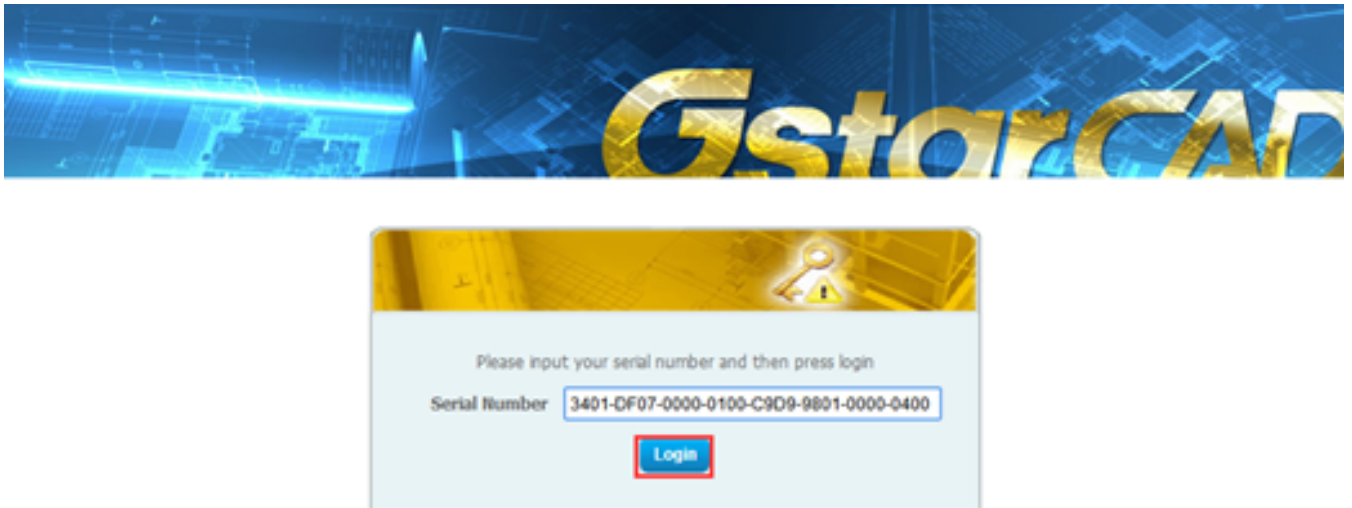 GstarCAD
Please input your serial number and then press login
Serial Number 3401-DF07-0000-0100-C9D9-9801-0000-0400
Login